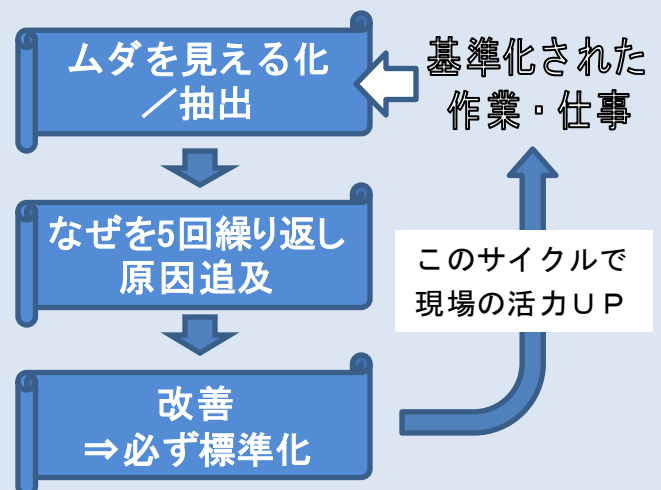 ムダを見える化
／抽出
基準化された
作業・仕事
なぜを5回繰り返し
原因追及
このサイクルで
現場の活力ＵＰ
改善
⇒必ず標準化